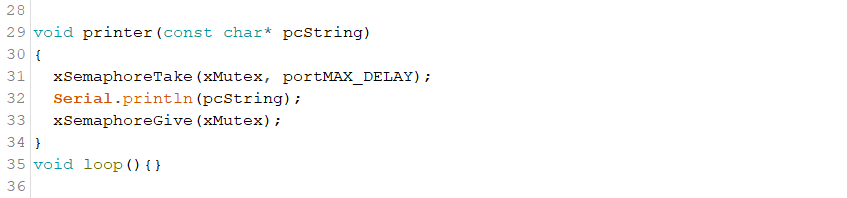 28
29 void printer(const char* pcString)
30 {
31   xSemaphoreTake(xMutex, portMAX_DELAY);
32   Serial.println(pcString);
33   xSemaphoreGive(xMutex);
34 }
35 void loop(){}
36